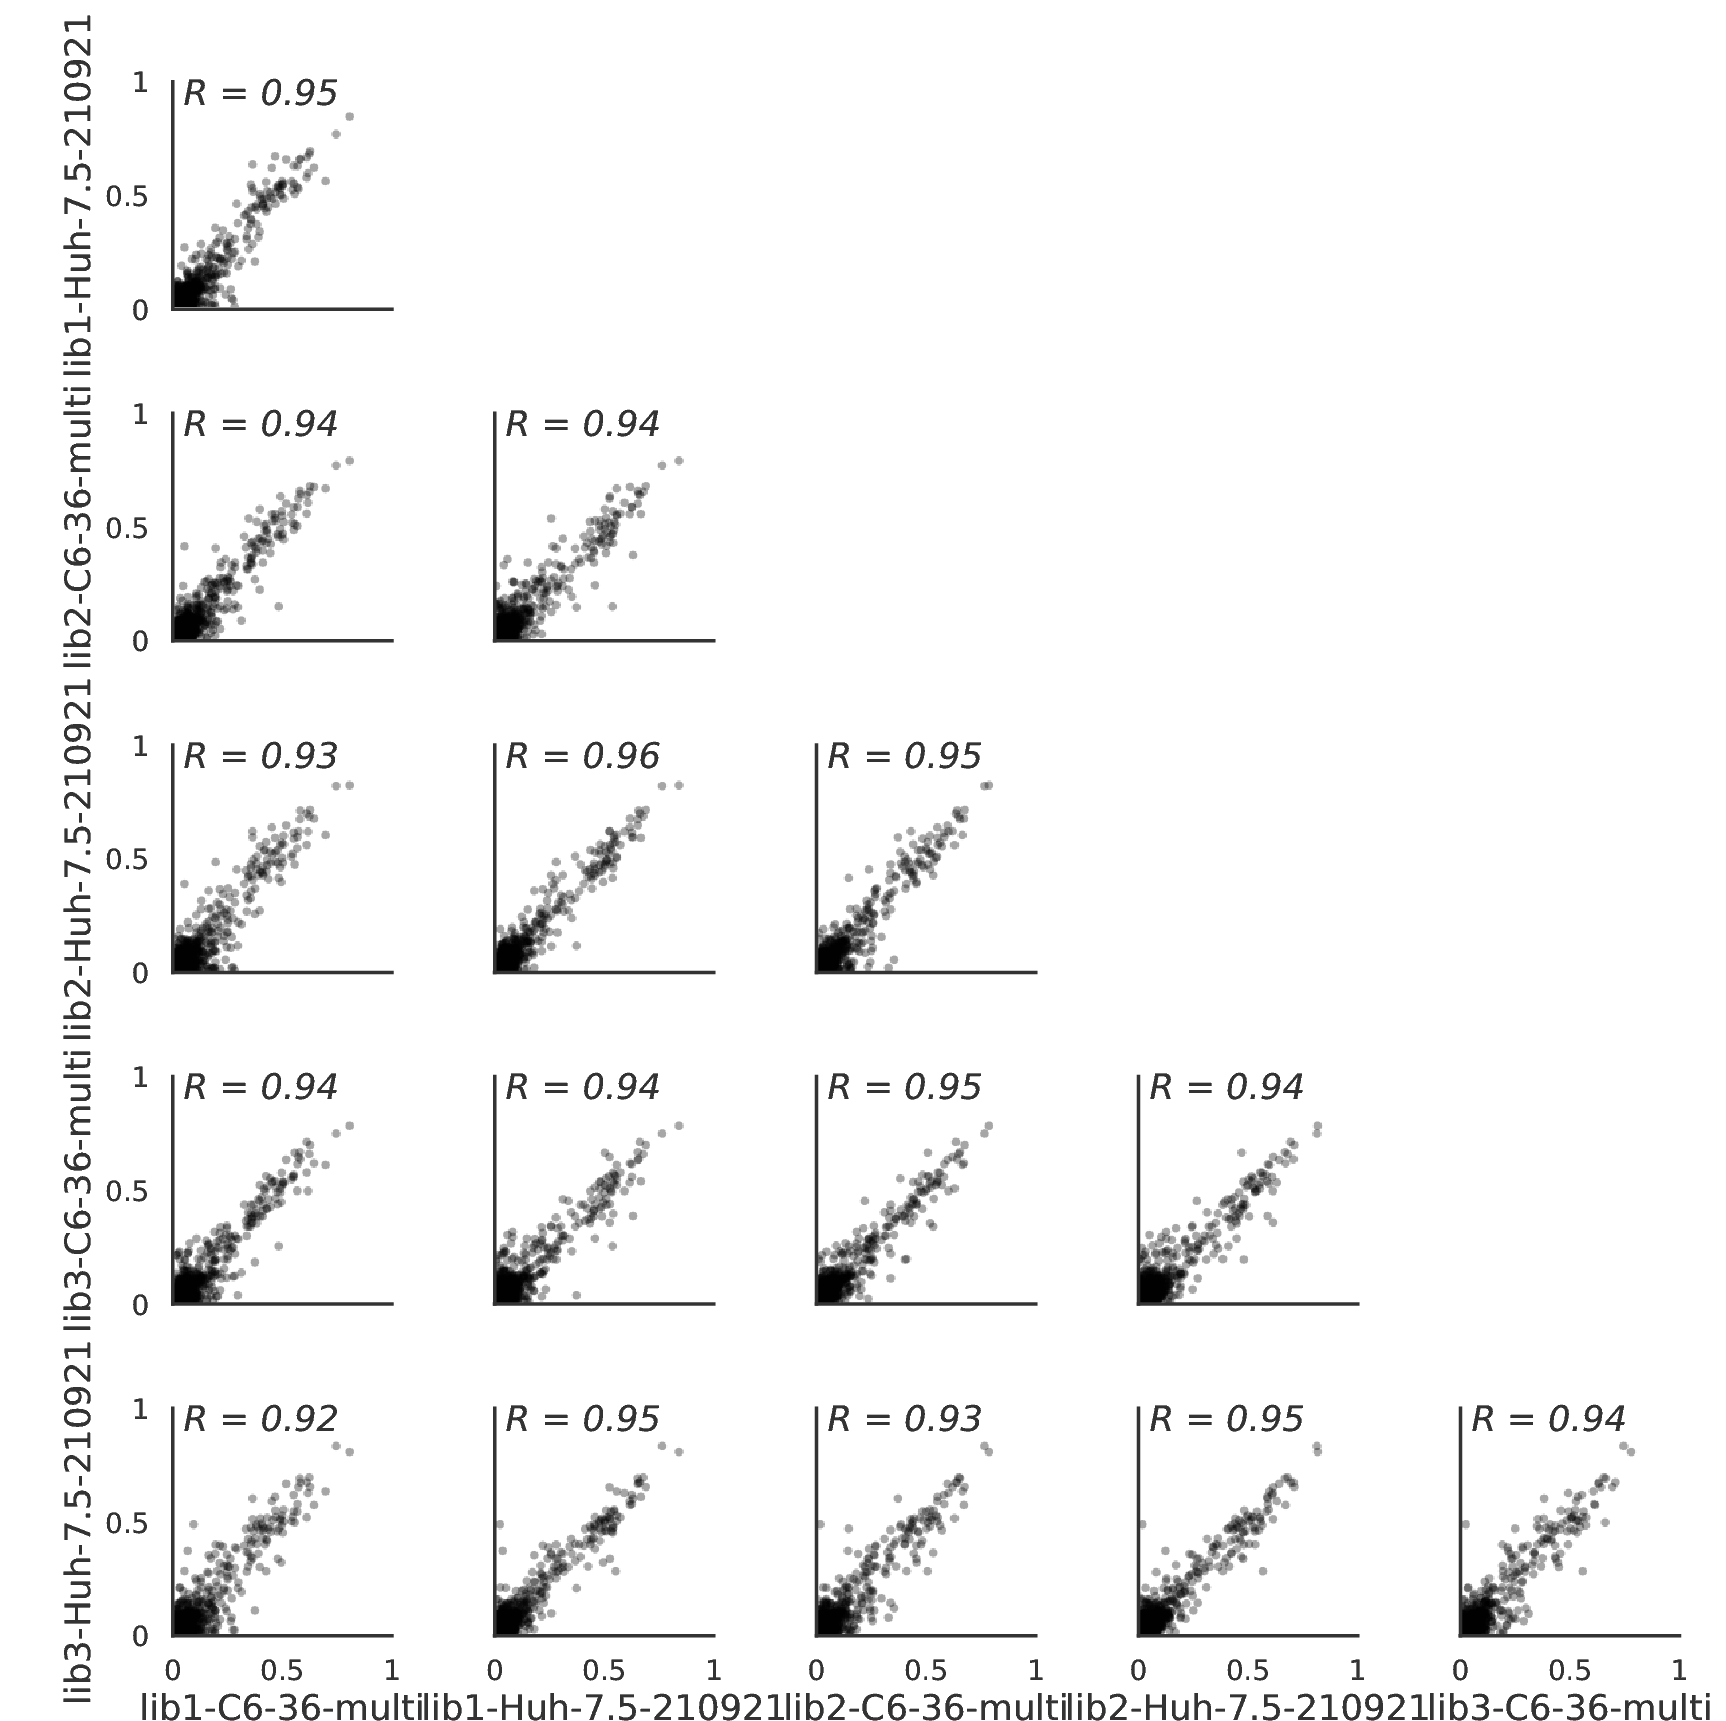 lib1-Huh-7.5-210921
1
R = 0.95
0.5
0
lib2-C6-36-multi
1
R = 0.94
R = 0.94
0.5
0
lib2-Huh-7.5-210921
1
R = 0.93
R = 0.96
R = 0.95
0.5
0
lib3-C6-36-multi
1
R = 0.94
R = 0.94
R = 0.95
R = 0.94
0.5
0
lib3-Huh-7.5-210921
1
R = 0.92
R = 0.95
R = 0.93
R = 0.95
R = 0.94
0.5
0
0 0.5 1 0 0.5 1 0 0.5 1 0 0.5 1 0 0.5 1
lib1-C6-36-multi lib1-Huh-7.5-210921 lib2-C6-36-multi lib2-Huh-7.5-210921 lib3-C6-36-multi